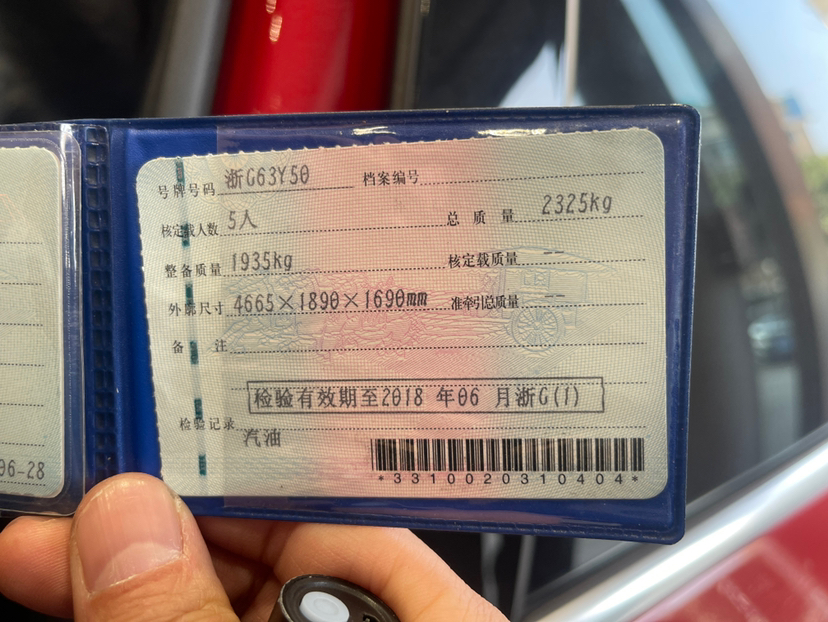 号牌号码 浙G63Y50 档案编号
核定载人数 5人 总质量 2325kg
整备质量 1935kg 核定载质量 --
外廓尺寸 4665×1890×1690mm 准牵引总质量 --
备注
检验有效期至2018年06月浙G(1)
检验记录
汽油
*3310020310404*
06-28